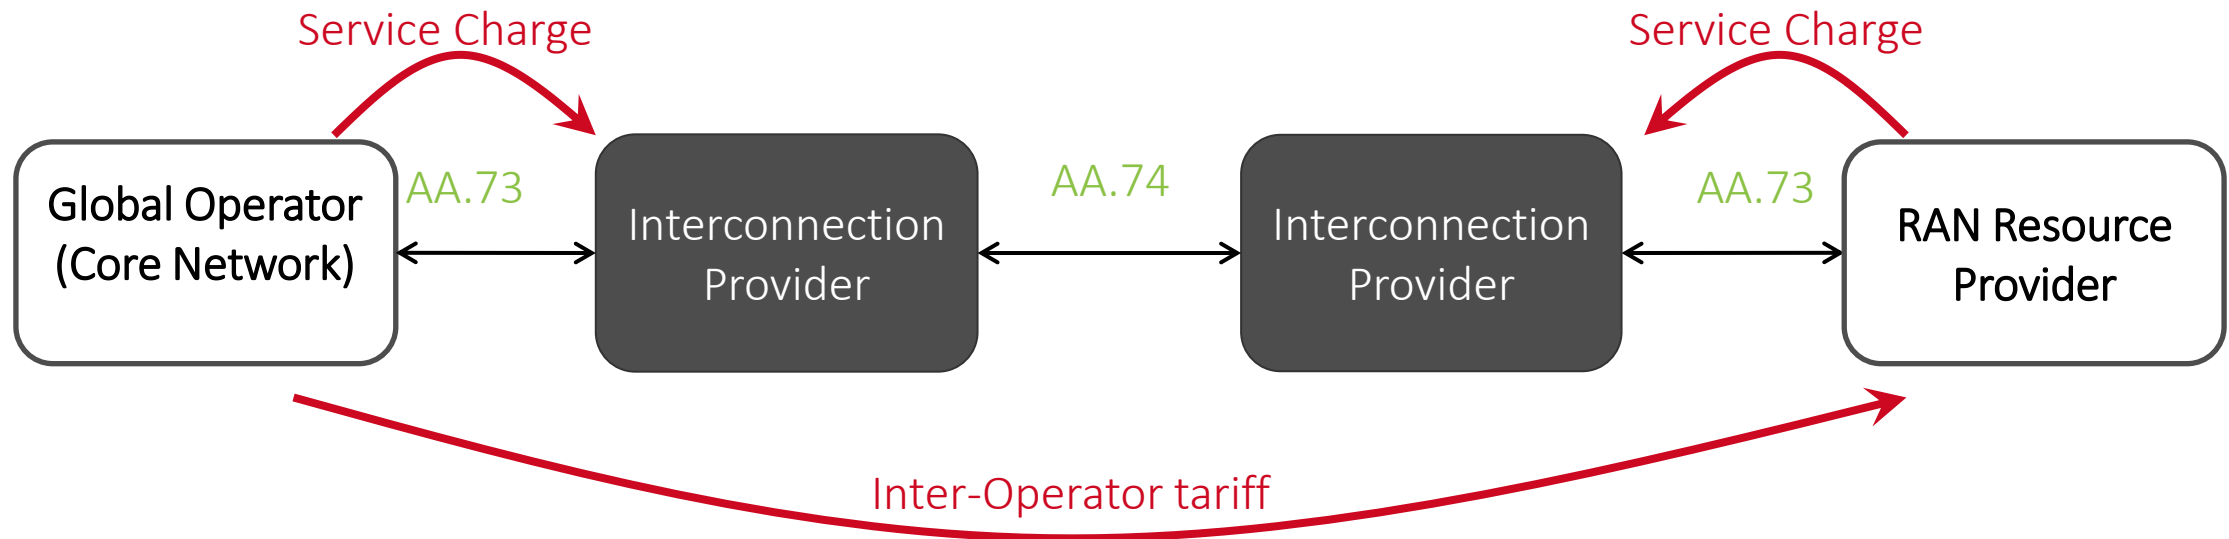 Service Charge
Service Charge
Global Operator
(Core Network)
AA.73
Interconnection
Provider
AA.74
Interconnection
Provider
AA.73
RAN Resource
Provider
Inter-Operator tariff